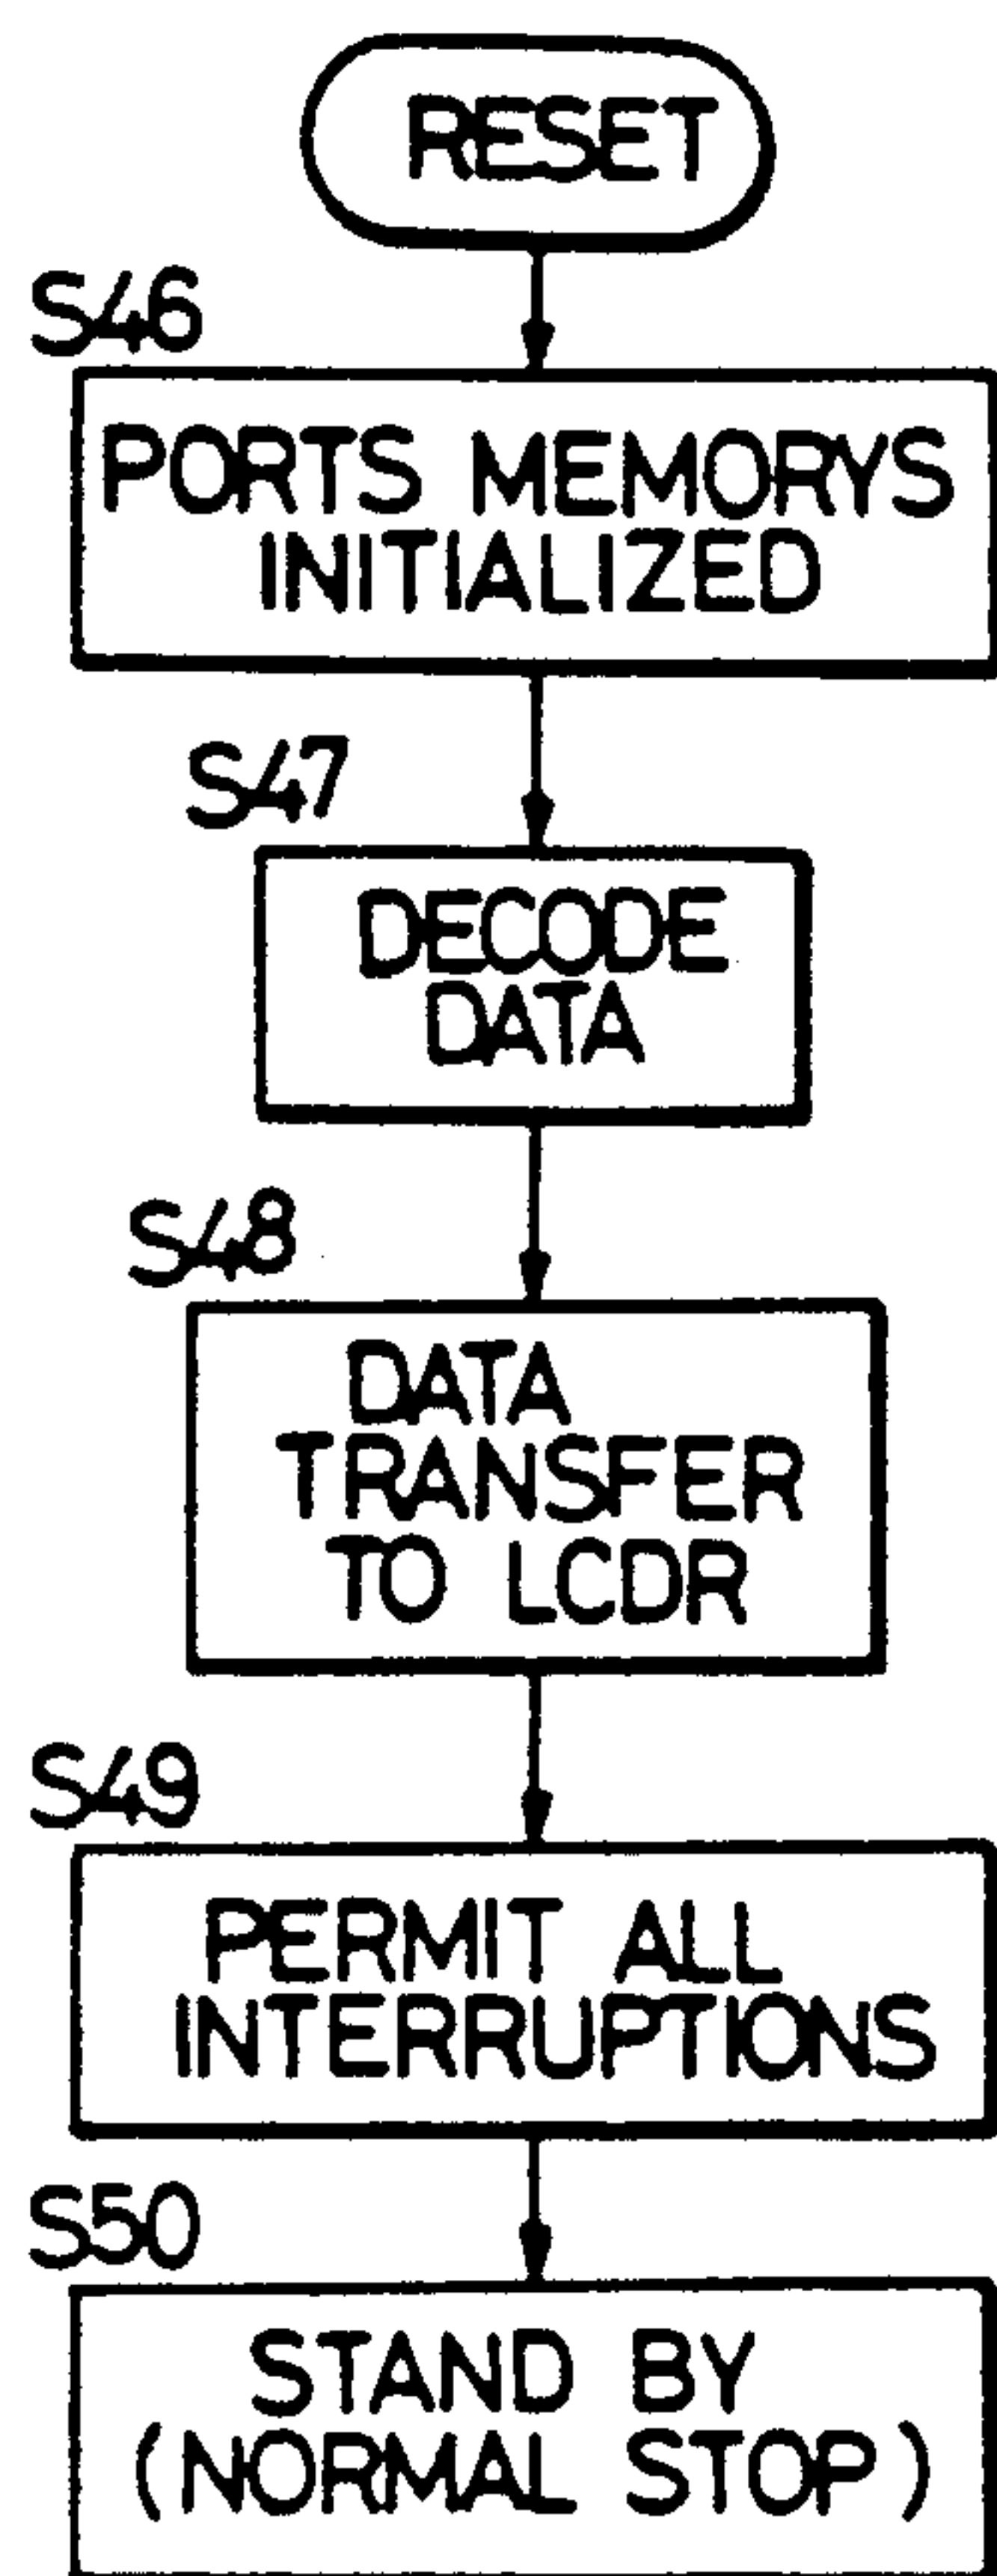 RESET
S46
PORTS MEMORYS
INITIALIZED
S47
DECODE
DATA
S48
DATA
TRANSFER
TO LCDR
S49
PERMIT ALL
INTERRUPTIONS
S50
STAND BY
(NORMAL STOP)